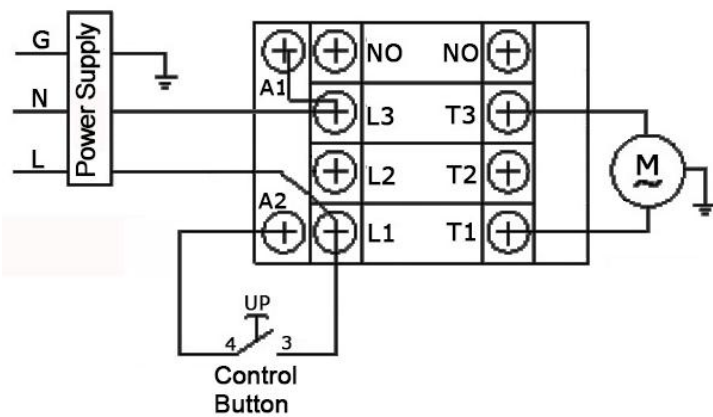 G
N
L
Power Supply
A1
A2
NO NO
L3 T3
L2 T2
L1 T1
M
~
UP
4 3
Control
Button